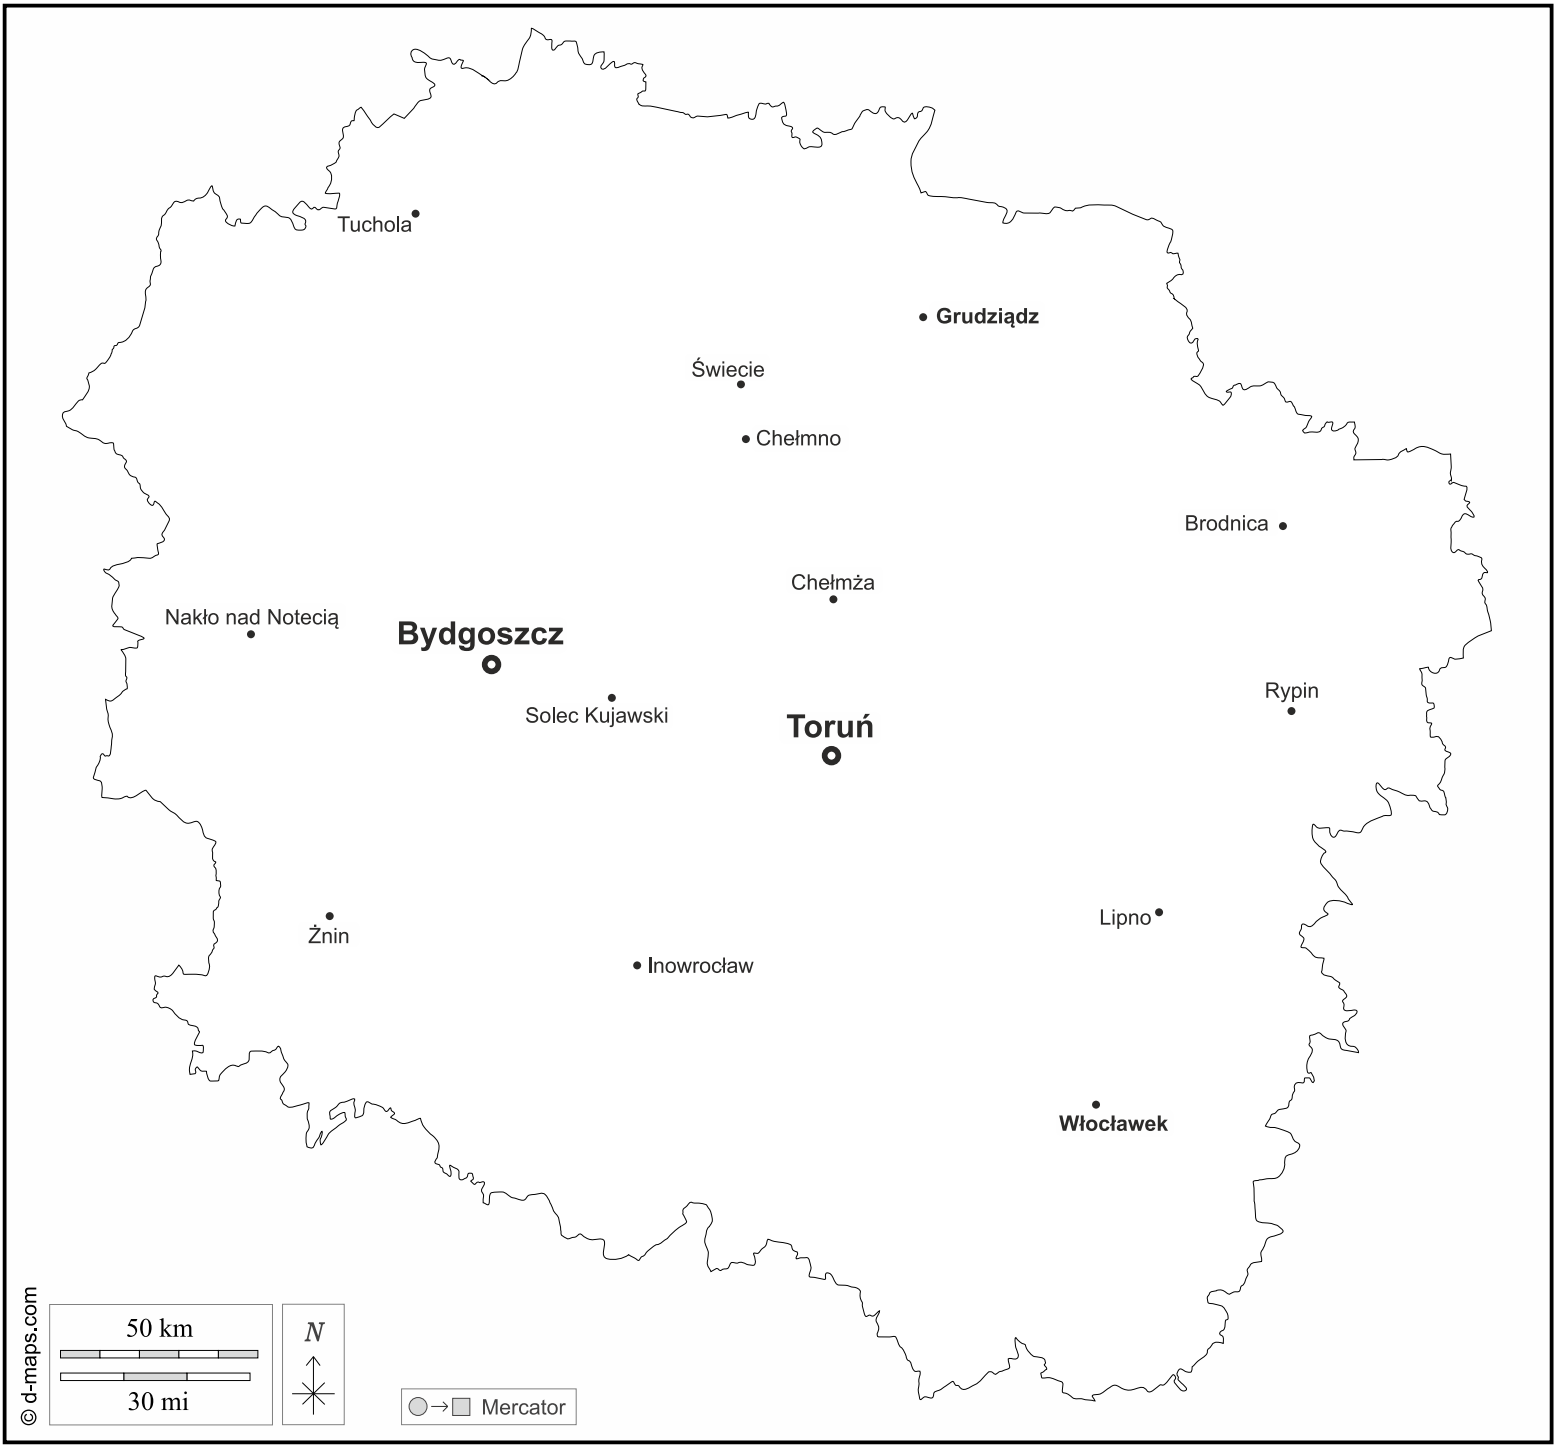 Tuchola
Grudziądz
Świecie
Chełmno
Brodnica
Chełmża
Nakło nad Notecią
Bydgoszcz
Rypin
Solec Kujawski
Toruń
Lipno
Żnin
Inowrocław
Włocławek
© d-maps.com
50 km
30 mi
N
Mercator